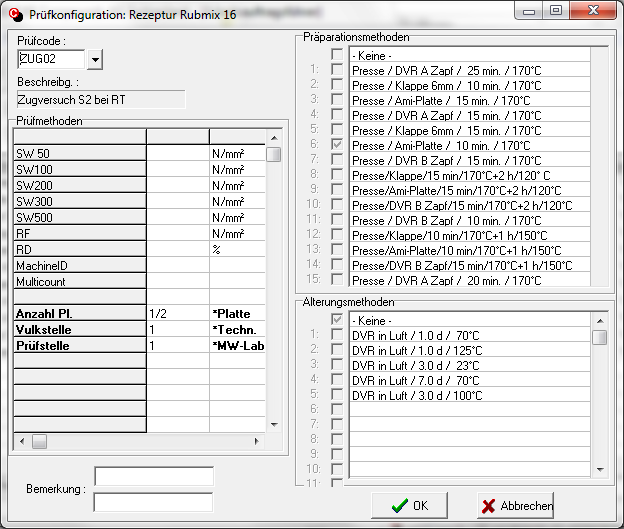 Prüfkonfiguration: Rezeptur Rubmix 16
Prüfcode :
ZUG02
Beschreibg. :
Zugversuch S2 bei RT
Prüfmethoden
SW 50 N/mm²
SW100 N/mm²
SW200 N/mm²
SW300 N/mm²
SW500 N/mm²
RF N/mm²
RD %
MachineID
Multicount
Anzahl Pl. 1/2 *Platte
Vulkstelle 1 *Techn.
Prüfstelle 1 *MW-Lab
Bemerkung :
Präparationsmethoden
- Keine -
1: Presse / DVR A Zapf / 25 min. / 170°C
2: Presse / Klappe 6mm / 10 min. / 170°C
3: Presse / Ami-Platte / 15 min. / 170°C
4: Presse / DVR A Zapf / 15 min. / 170°C
5: Presse / Klappe 6mm / 15 min. / 170°C
6: Presse / Ami-Platte / 10 min. / 170°C
7: Presse / DVR B Zapf / 15 min. / 170°C
8: Presse/Klappe/15 min/170°C+2 h/120° C
9: Presse/Ami-Platte/15 min/170°C+2 h/120°C
10: Presse/DVR B Zapf/15 min/170°C+2 h/120°C
11: Presse / DVR B Zapf / 10 min. / 170°C
12: Presse/Klappe/10 min/170°C+1 h/150°C
13: Presse/Ami-Platte/10 min/170°C+1 h/150°C
14: Presse/DVR B Zapf/15 min/170°C+1 h/150°C
15: Presse / DVR A Zapf / 20 min. / 170°C
Alterungsmethoden
- Keine -
1: DVR in Luft / 1.0 d / 70°C
2: DVR in Luft / 1.0 d / 125°C
3: DVR in Luft / 3.0 d / 23°C
4: DVR in Luft / 7.0 d / 70°C
5: DVR in Luft / 3.0 d / 100°C
6:
7:
8:
9:
10:
11:
OK
Abbrechen